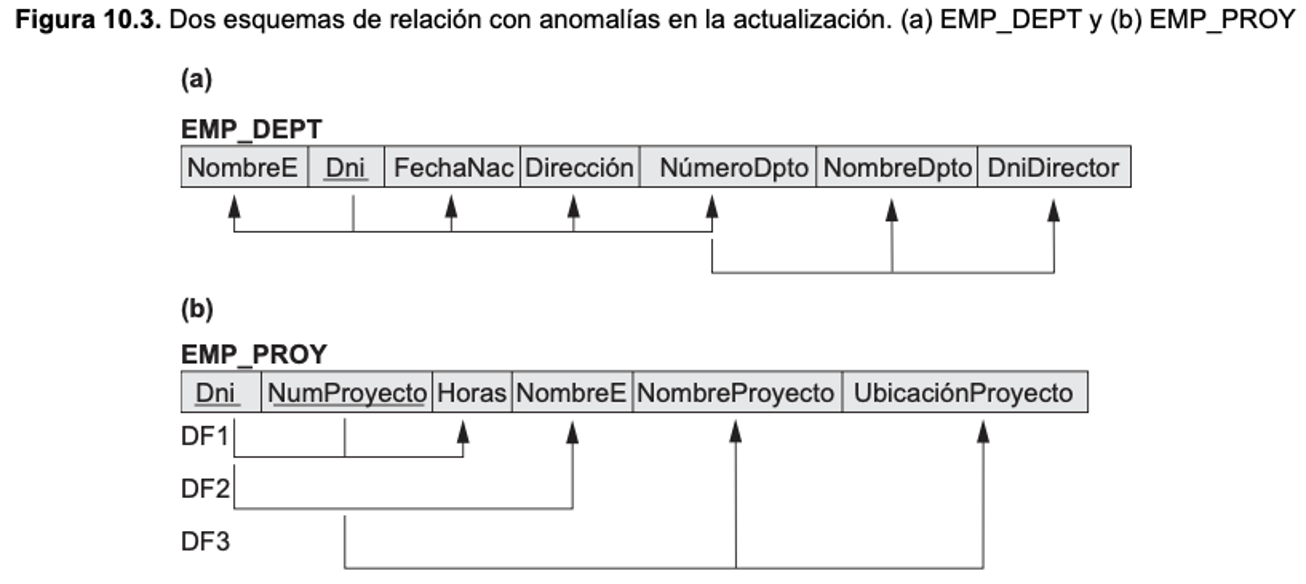 Figura 10.3. Dos esquemas de relación con anomalías en la actualización. (a) EMP_DEPT y (b) EMP_PROY
(a)
EMP_DEPT
NombreE Dni FechaNac Dirección NúmeroDpto NombreDpto DniDirector
(b)
EMP_PROY
Dni NumProyecto Horas NombreE NombreProyecto UbicaciónProyecto
DF1
DF2
DF3